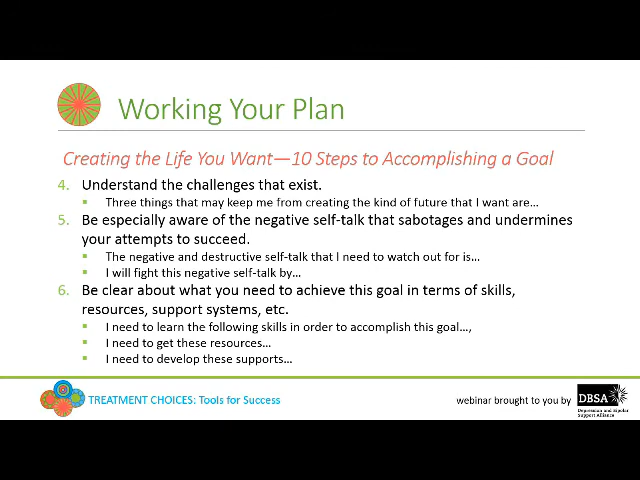 Working Your Plan
Creating the Life You Want—10 Steps to Accomplishing a Goal
4. Understand the challenges that exist.
▪ Three things that may keep me from creating the kind of future that I want are…
5. Be especially aware of the negative self-talk that sabotages and undermines
your attempts to succeed.
▪ The negative and destructive self-talk that I need to watch out for is…
▪ I will fight this negative self-talk by…
6. Be clear about what you need to achieve this goal in terms of skills,
resources, support systems, etc.
▪ I need to learn the following skills in order to accomplish this goal…,
▪ I need to get these resources…
▪ I need to develop these supports…
TREATMENT CHOICES: Tools for Success
webinar brought to you by
DBSA
Depression and Bipolar
Support Alliance